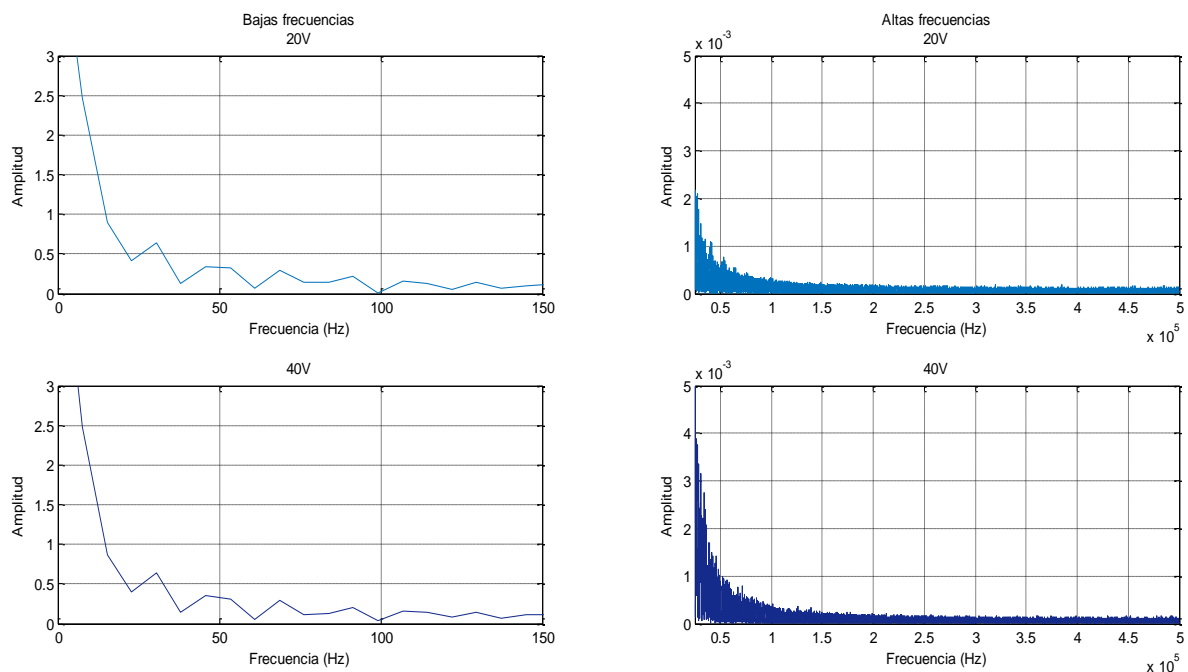 Bajas frecuencias
20V
3
2.5
2
1.5
1
0.5
0
0 50 100 150
Amplitud
Frecuencia (Hz)
Altas frecuencias
20V
x 10-3
5
4
3
2
1
0
0.5 1 1.5 2 2.5 3 3.5 4 4.5 5
Amplitud
Frecuencia (Hz)
x 10 5
40V
3
2.5
2
1.5
1
0.5
0
0 50 100 150
Amplitud
Frecuencia (Hz)
40V
x 10-3
5
4
3
2
1
0
0.5 1 1.5 2 2.5 3 3.5 4 4.5 5
Amplitud
Frecuencia (Hz)
x 10 5